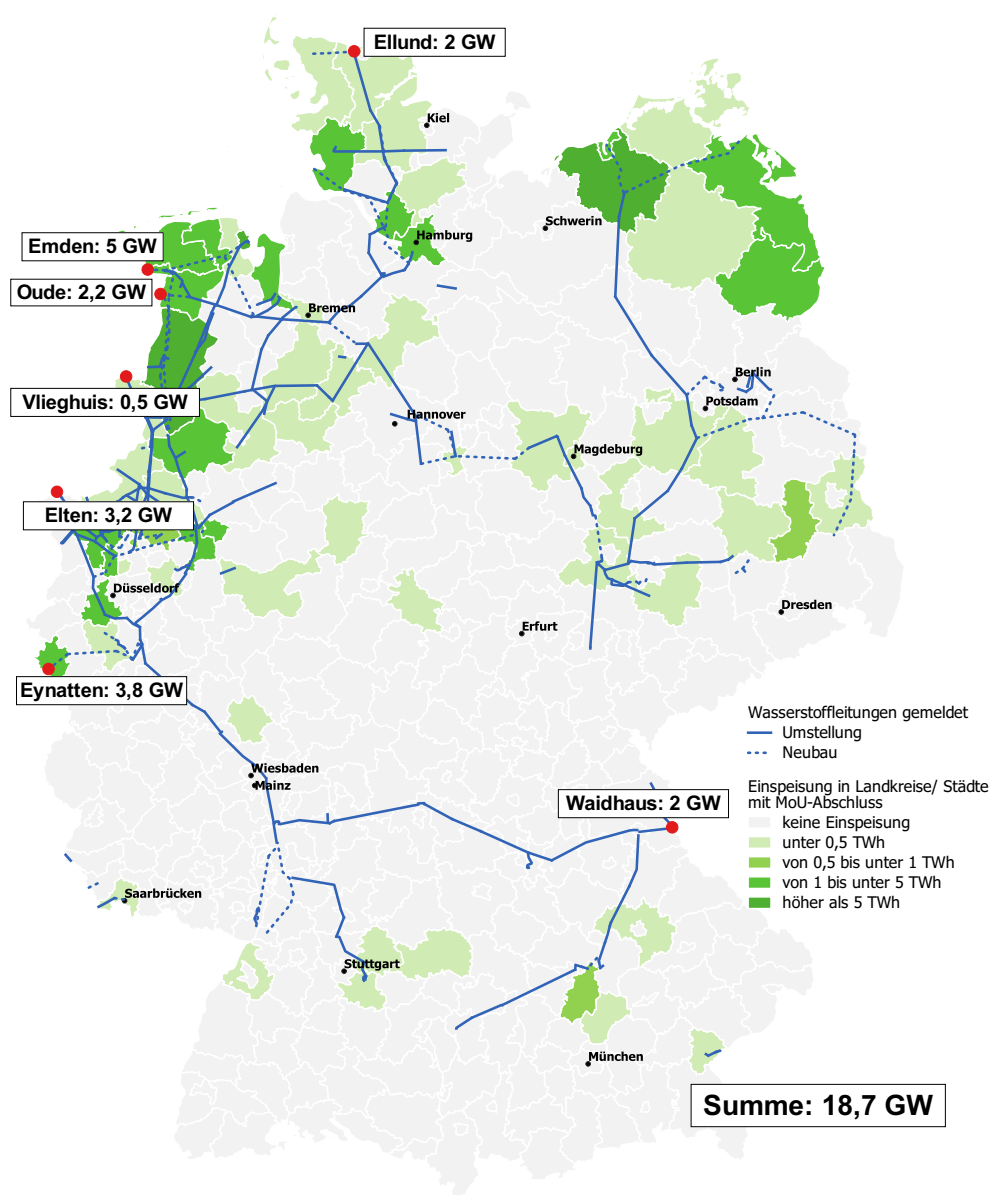 Ellund: 2 GW
Kiel
Schwerin
Hamburg
Emden: 5 GW
Oude: 2,2 GW
Bremen
Berlin
Vlieghuis: 0,5 GW
Potsdam
Hannover
Magdeburg
Elten: 3,2 GW
Düsseldorf
Dresden
Erfurt
Eynatten: 3,8 GW
Wasserstoffleitungen gemeldet
Umstellung
Neubau
Wiesbaden
Mainz
Einspeisung in Landkreise/ Städte
mit MoU-Abschluss
keine Einspeisung
unter 0,5 TWh
von 0,5 bis unter 1 TWh
von 1 bis unter 5 TWh
höher als 5 TWh
Waidhaus: 2 GW
Saarbrücken
Stuttgart
München
Summe: 18,7 GW